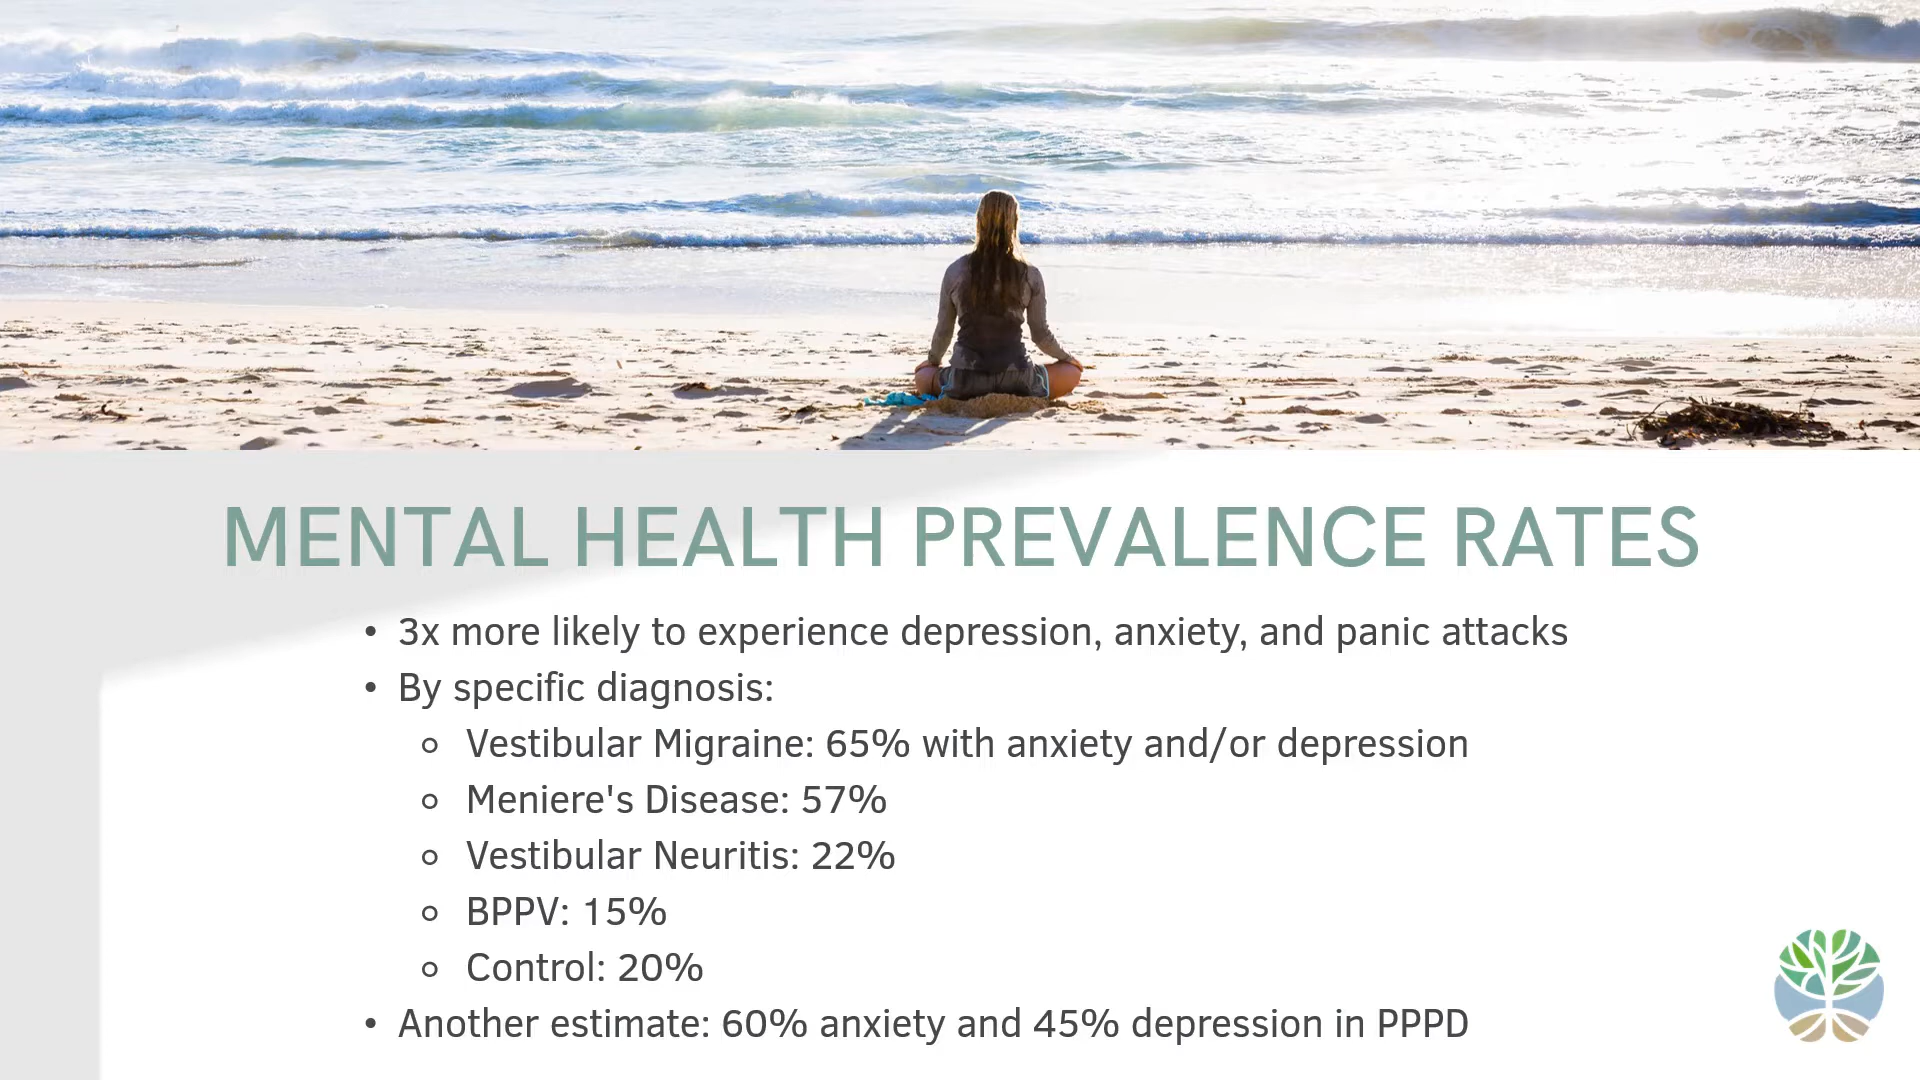 MENTAL HEALTH PREVALENCE RATES
• 3x more likely to experience depression, anxiety, and panic attacks
• By specific diagnosis:
○ Vestibular Migraine: 65% with anxiety and/or depression
○ Meniere's Disease: 57%
○ Vestibular Neuritis: 22%
○ BPPV: 15%
○ Control: 20%
• Another estimate: 60% anxiety and 45% depression in PPPD